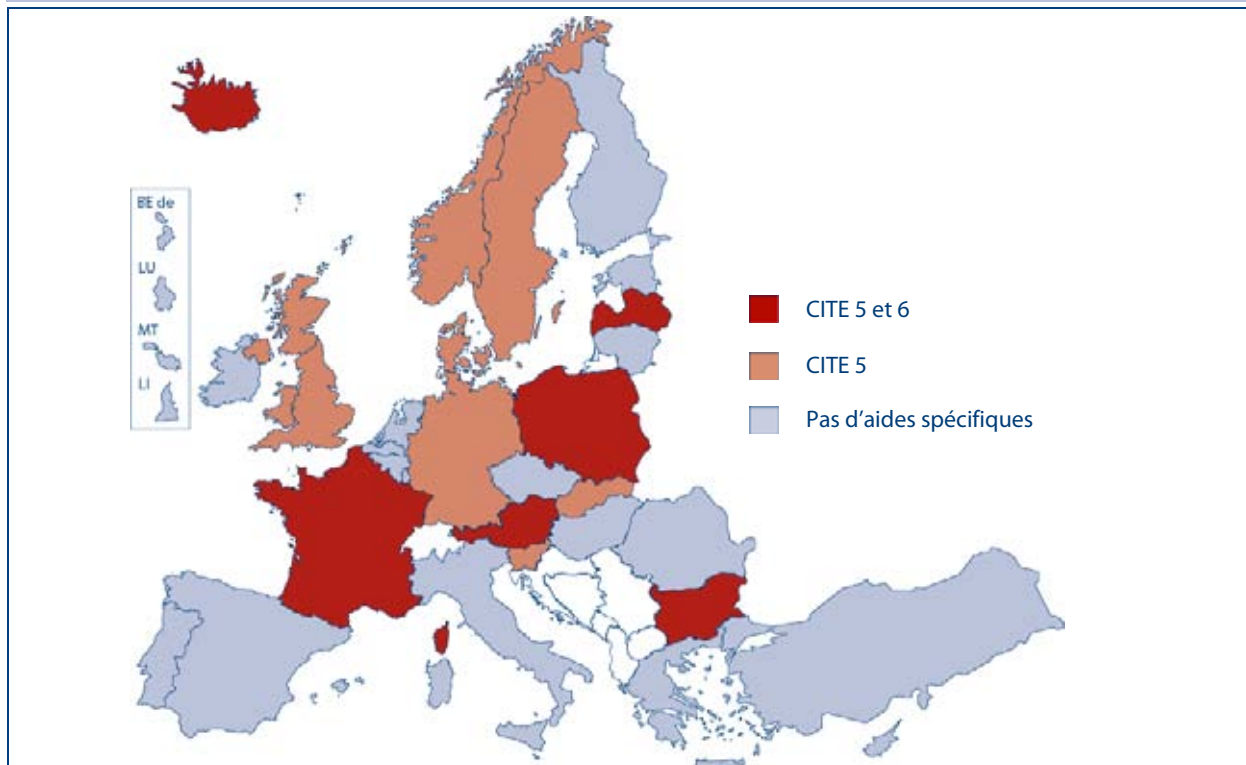 BE de
LU
MT
LI
CITE 5 et 6
CITE 5
Pas d’aides spécifiques